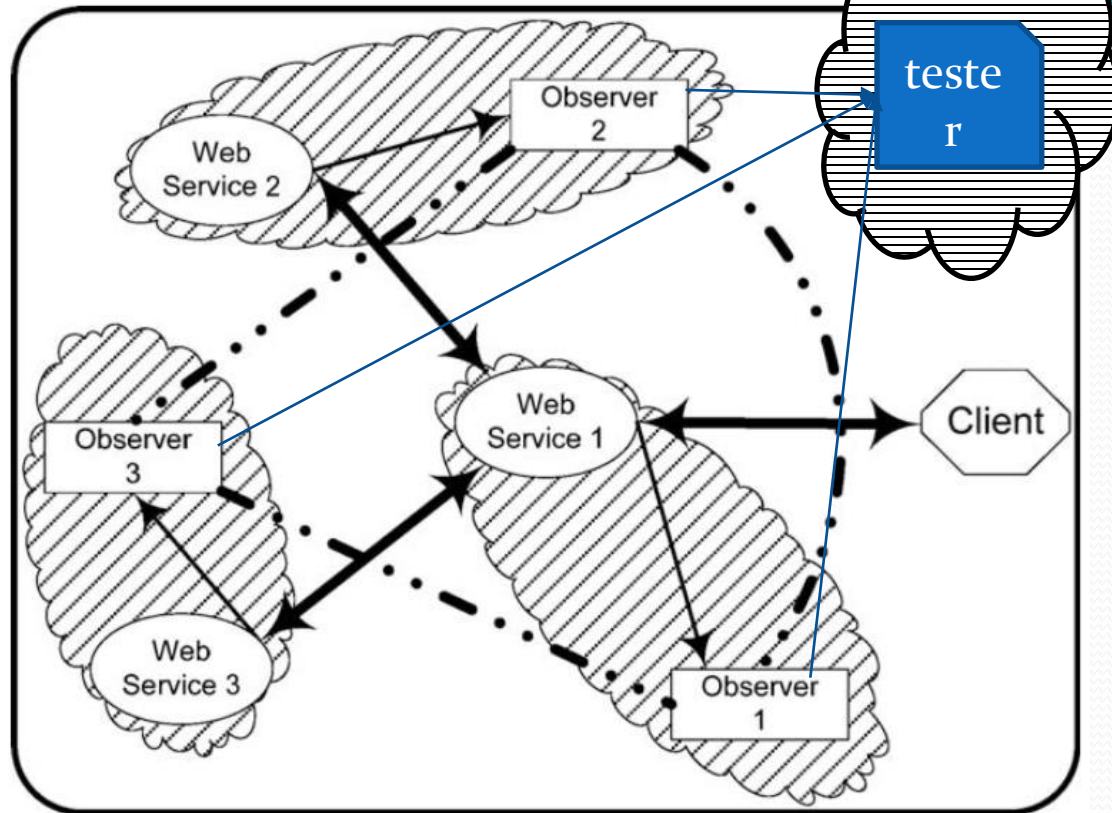 teste
r
Observer
2
Web
Service 2
Web
Service 1
Client
Observer
3
Web
Service 3
Observer
1